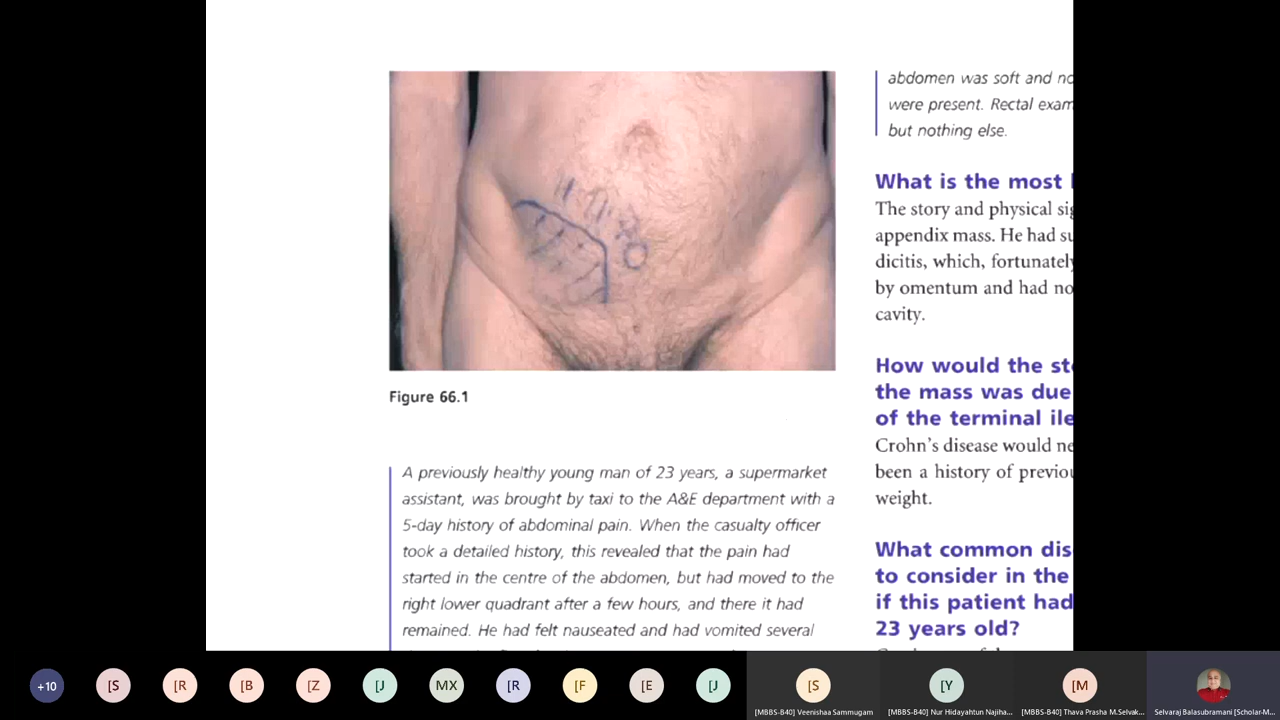 abdomen was soft and no
were present. Rectal exam
but nothing else.
What is the most
The story and physical sig
appendix mass. He had su
dicitis, which, fortunatel
by omentum and had no
cavity.
How would the st
the mass was due
of the terminal ile
Crohn's disease would ne
been a history of previou
weight.
What common dis
to consider in the
if this patient had
23 years old?
Figure 66.1
A previously healthy young man of 23 years, a supermarket
assistant, was brought by taxi to the A&E department with a
5-day history of abdominal pain. When the casualty officer
took a detailed history, this revealed that the pain had
started in the centre of the abdomen, but had moved to the
right lower quadrant after a few hours, and there it had
remained. He had felt nauseated and had vomited several
+10
[S
[R
[B
[Z
[J
MX
[R
[F
[E
[J
[S
[Y
[M
[MBBS-B40] Veenishaa Sammugam
[MBBS-B40] Nur Hidayahtun Najiha...
[MBBS-B40] Thava Prasha M.Selvak...
Selvaraj Balasubramani [Scholar-M...